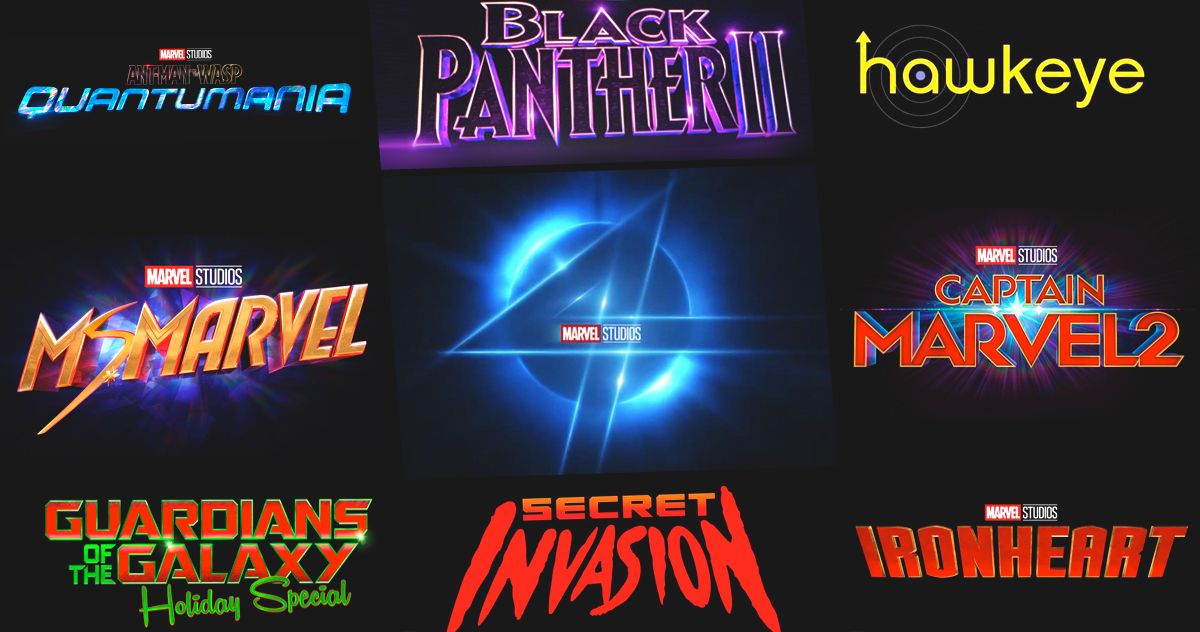 MARVEL STUDIOS
ANT-MAN AND THE WASP
QUANTUMANIA
BLACK
PANTHER II
hawkeye
MARVEL STUDIOS
MS MARVEL
4
MARVEL STUDIOS
MARVEL STUDIOS
CAPTAIN
MARVEL 2
GUARDIANS
OF THE
GALAXY
Holiday Special
SECRET
INVASION
MARVEL STUDIOS
IRONHEART